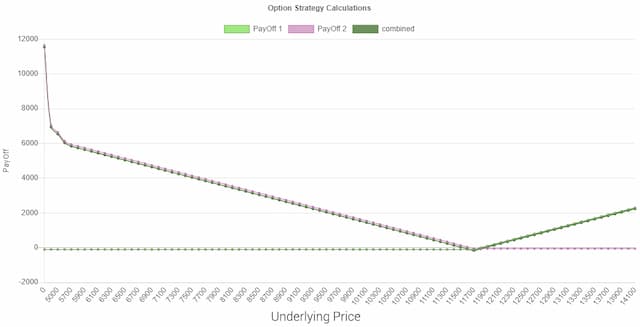 Option Strategy Calculations
PayOff 1 PayOff 2 combined
12000
10000
8000
6000
4000
2000
0
-2000
PayOff
0 5000 5700 5900 6100 6300 6500 6700 6900 7100 7300 7500 7700 7900 8100 8300 8500 8700 8900 9100 9300 9500 9700 9900 10100 10300 10500 10700 10900 11100 11300 11500 11700 11900 12100 12300 12500 12700 12900 13100 13300 13500 13700 13900 14100
Underlying Price